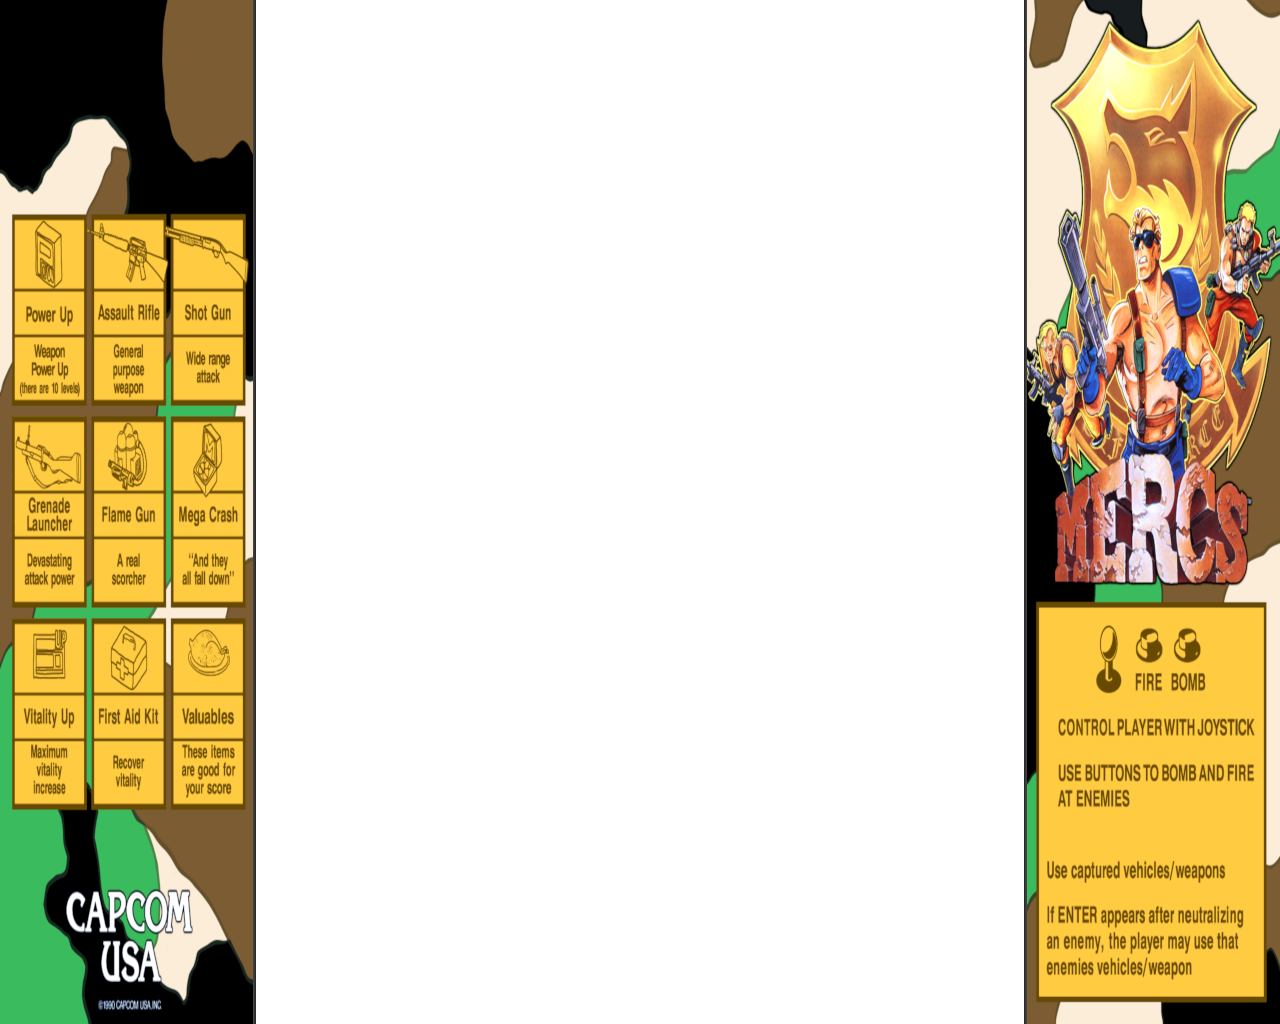 Power Up
Assault Rifle
Shot Gun
Weapon
Power Up
(there are 10 levels)
General
purpose
weapon
Wide range
attack
Grenade
Launcher
Flame Gun
Mega Crash
Devastating
attack power
A real
scorcher
"And they
all fall down"
Vitality Up
First Aid Kit
Valuables
Maximum
vitality
increase
Recover
vitality
These items
are good for
your score
CAPCOM
USA
©1990 CAPCOM USA, INC.
MERCS
FIRE BOMB
CONTROL PLAYER WITH JOYSTICK
USE BUTTONS TO BOMB AND FIRE
AT ENEMIES
Use captured vehicles/weapons
If ENTER appears after neutralizing
an enemy, the player may use that
enemies vehicles/weapon